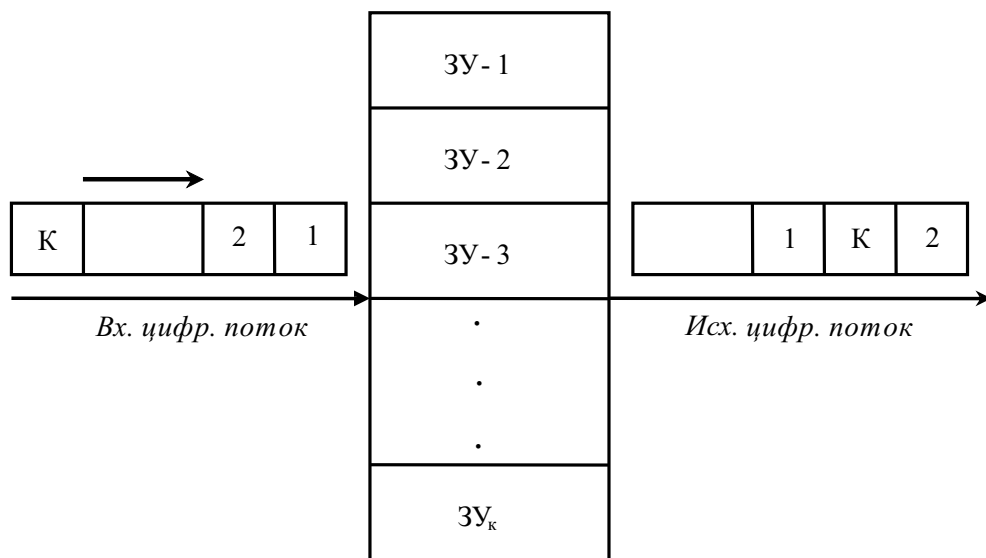 ЗУ- 1
ЗУ- 2
К 2 1
ЗУ- 3
1 К 2
Вх. цифр. поток
Исх. цифр. поток
.
.
.
ЗУк